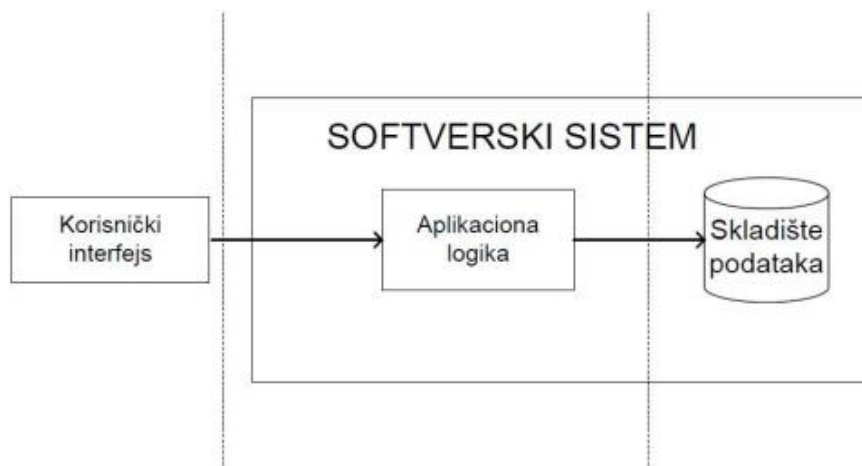 SOFTVERSKI SISTEM
Korisnički
interfejs
Aplikaciona
logika
Skladište
podataka